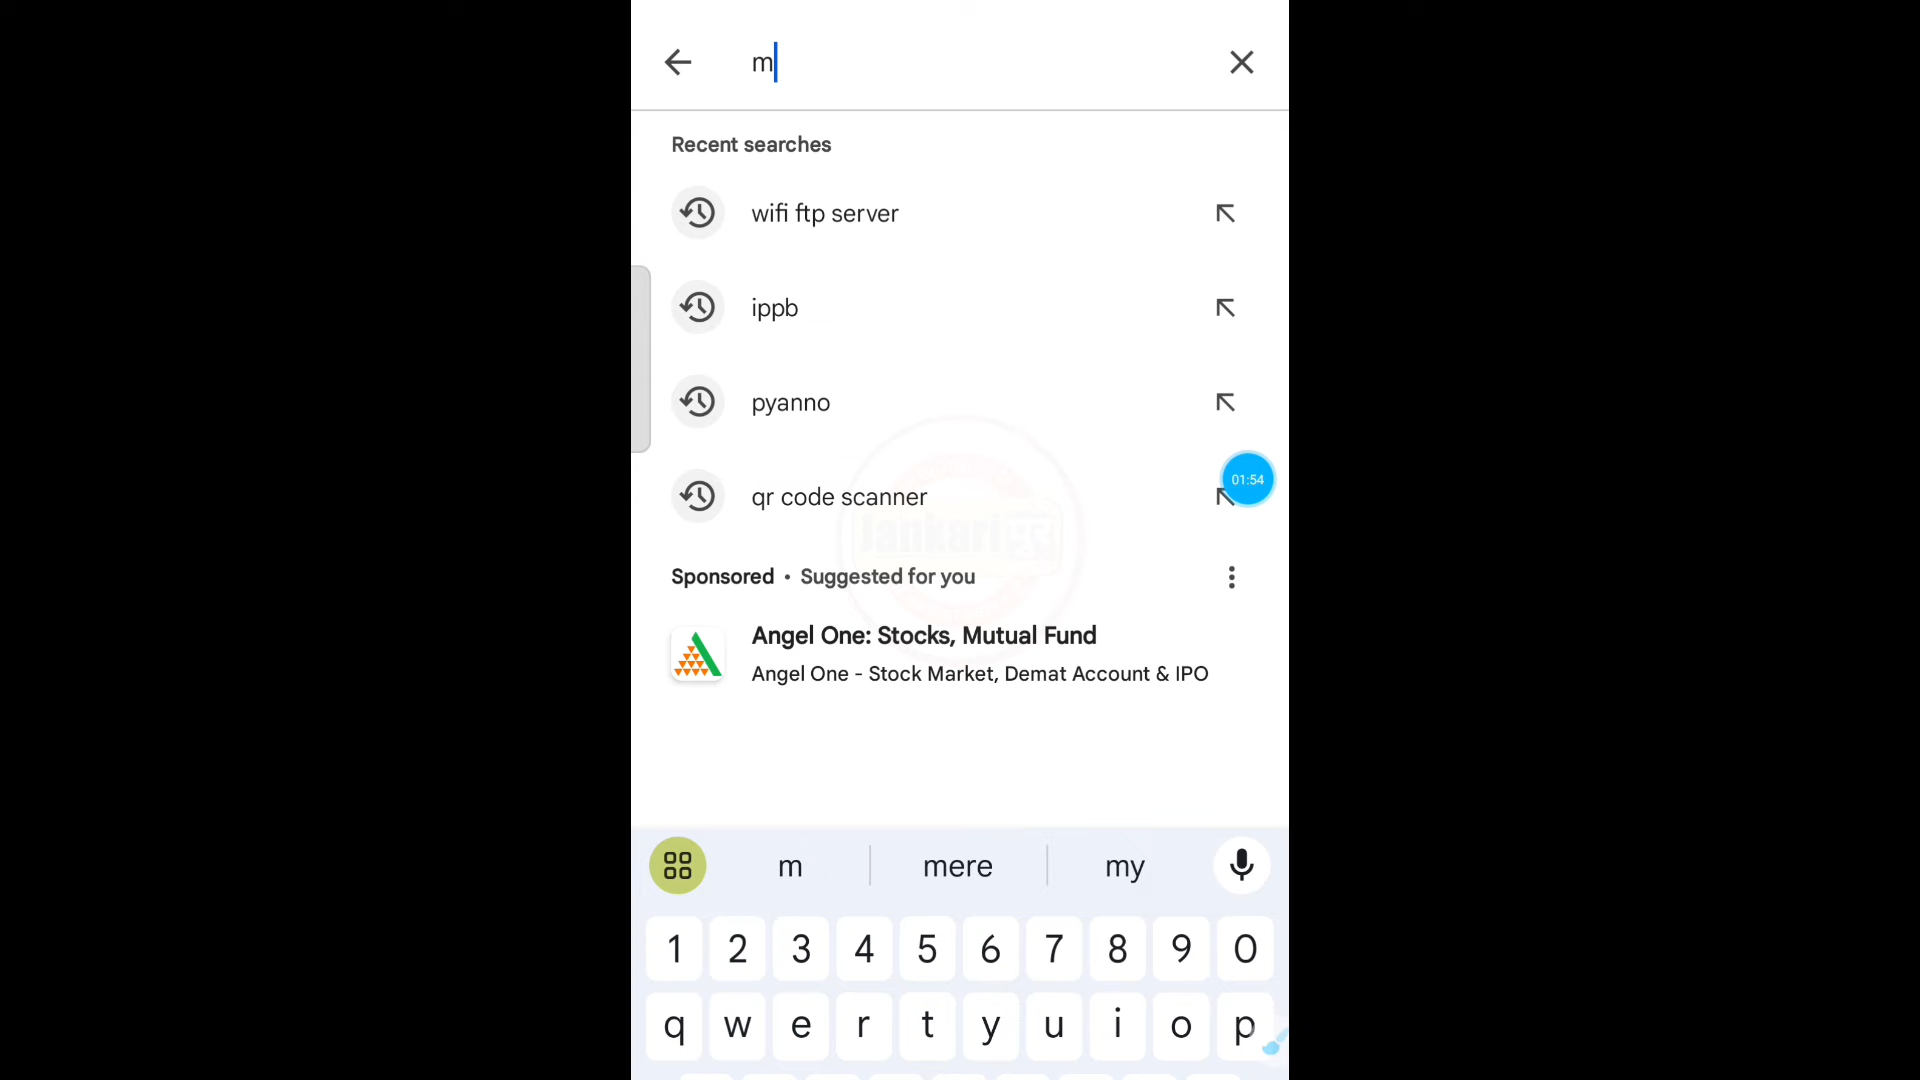 m
Recent searches
wifi ftp server
ippb
pyanno
qr code scanner
01:54
Jankari गुरु
Sponsored • Suggested for you
Angel One: Stocks, Mutual Fund
Angel One - Stock Market, Demat Account & IPO
m mere my
1 2 3 4 5 6 7 8 9 0
q w e r t y u i o p